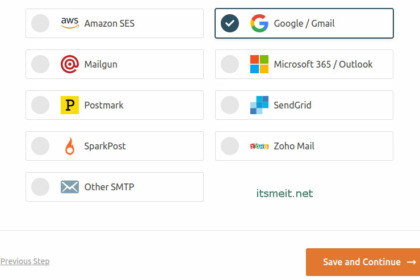 aws Amazon SES
Google / Gmail
Mailgun
Microsoft 365 / Outlook
P Postmark
SendGrid
SparkPost
Zoho Mail
Other SMTP
itsmeit.net
Previous Step
Save and Continue →